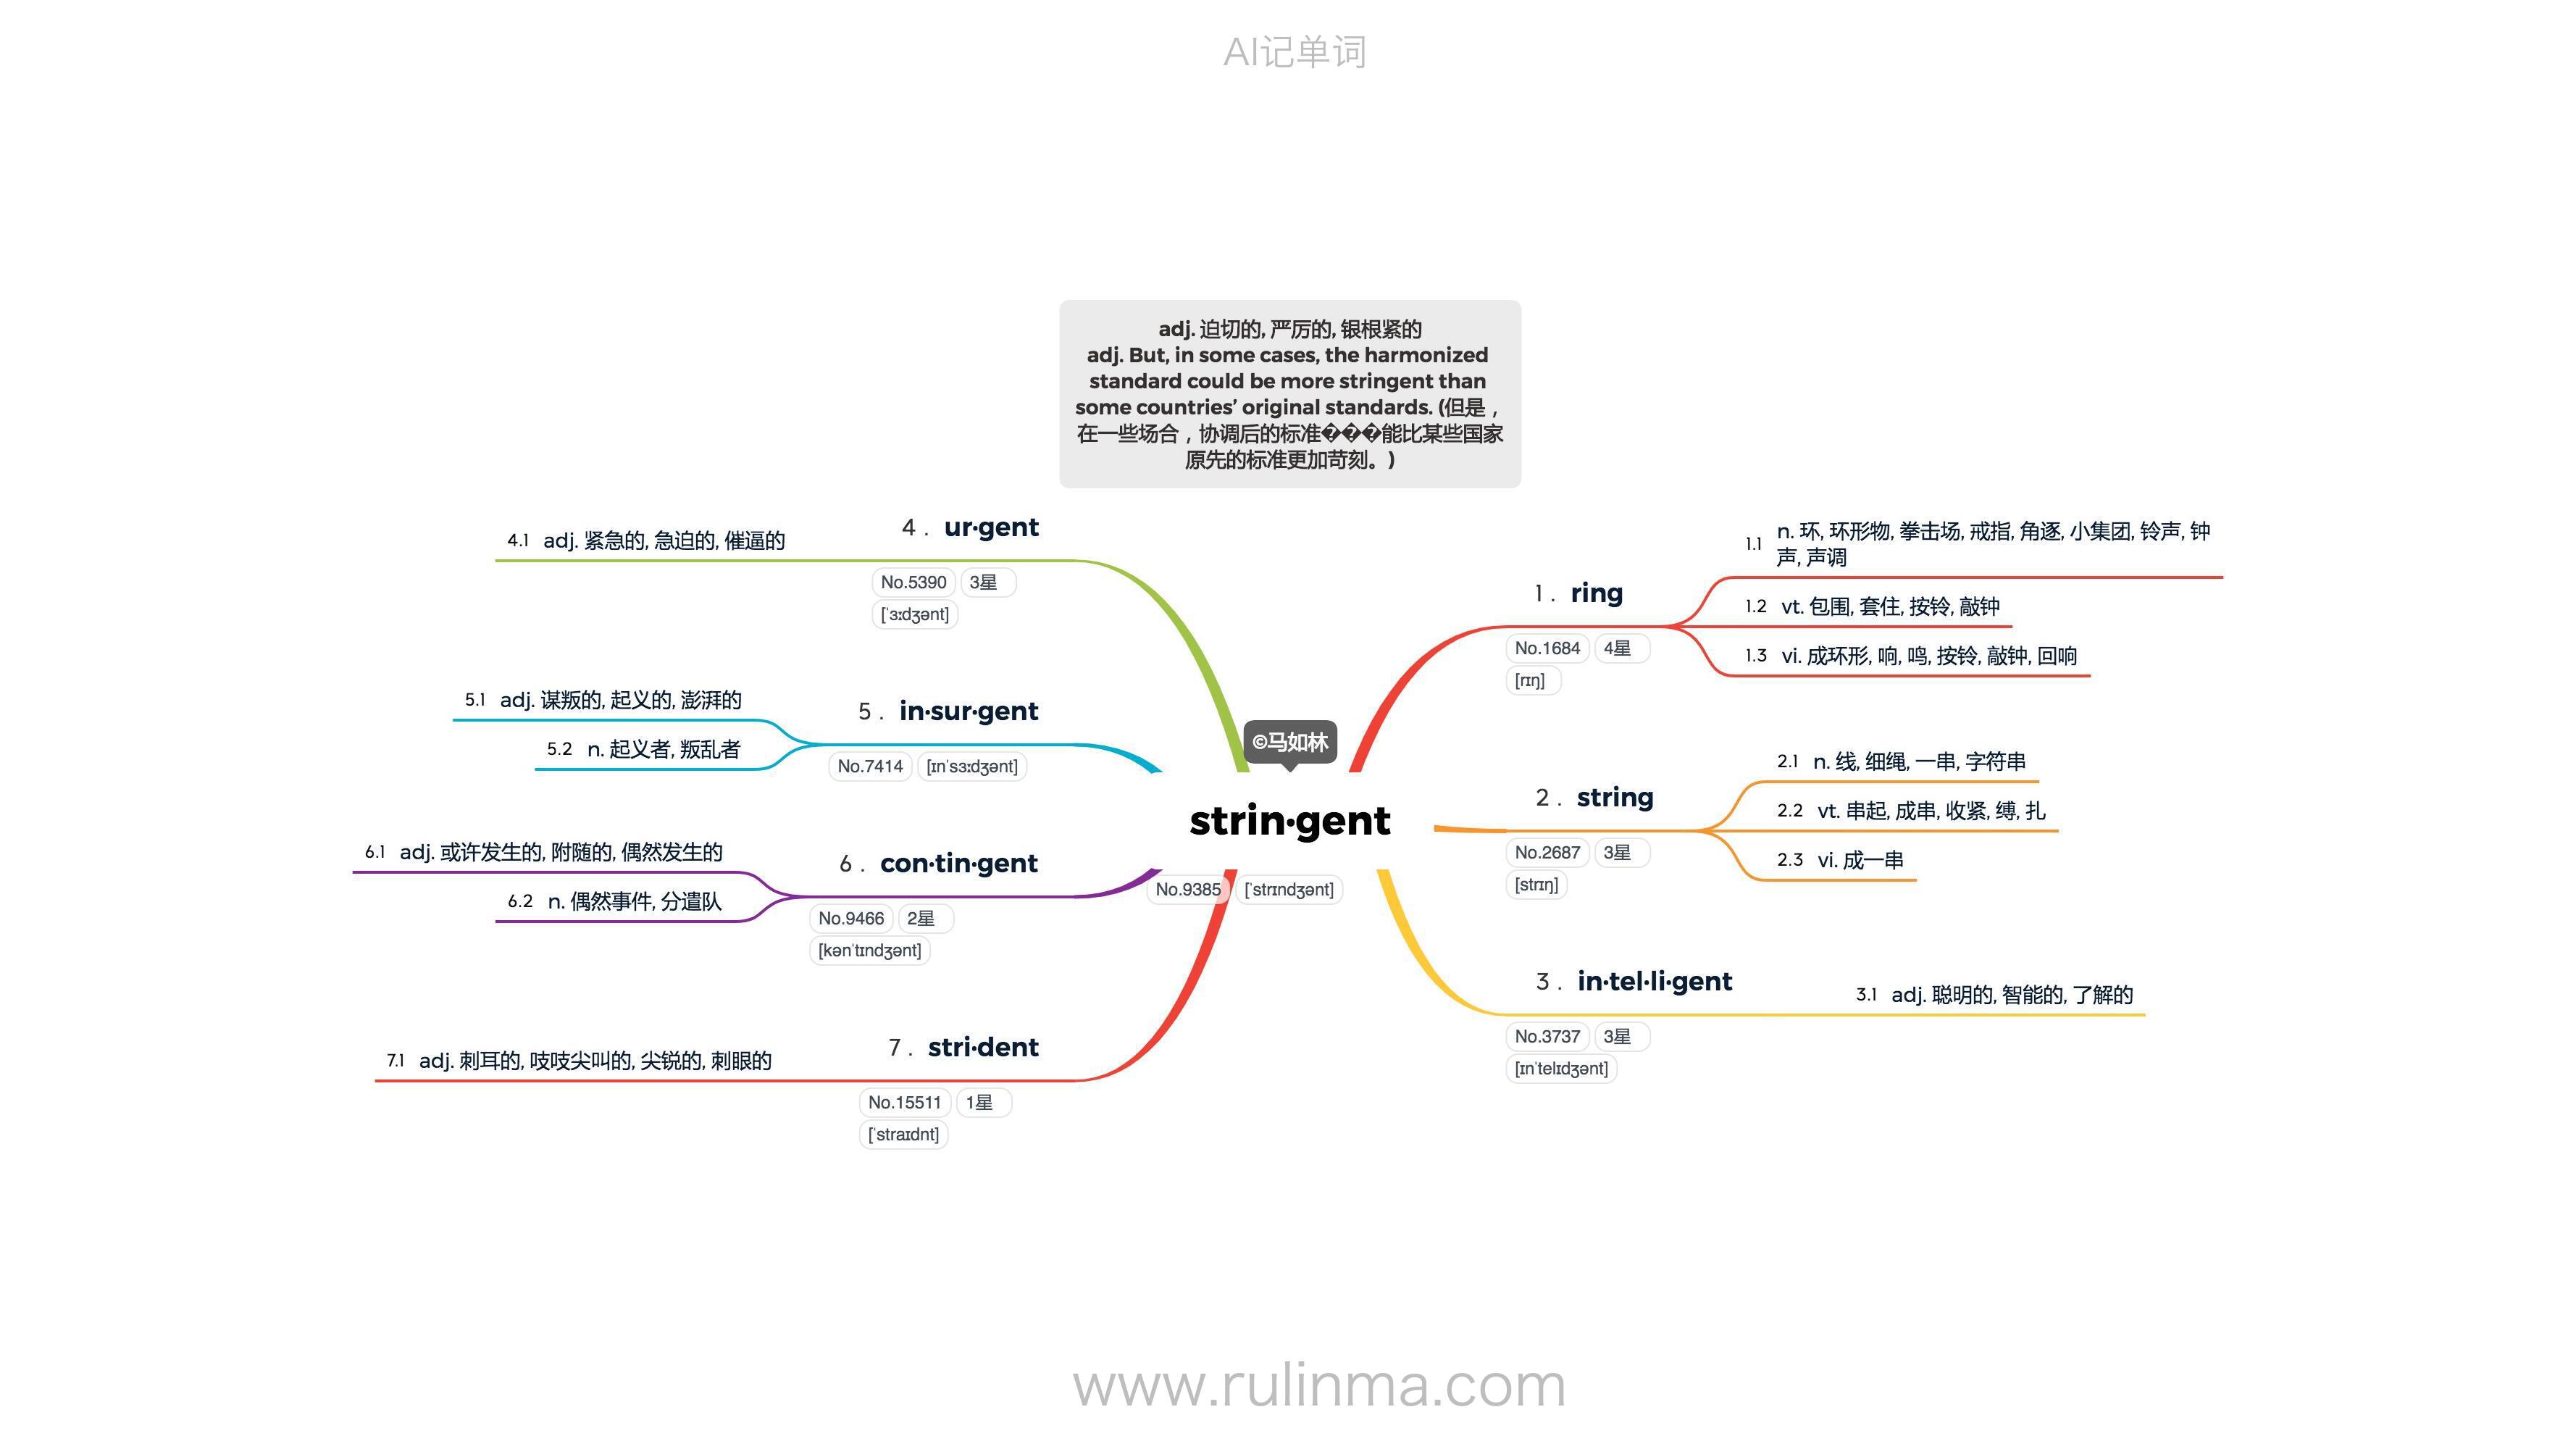 AI记单词
adj. 迫切的, 严厉的, 银根紧的
adj. But, in some cases, the harmonized
standard could be more stringent than
some countries’ original standards. (但是，
在一些场合，协调后的标准���能比某些国家
原先的标准更加苛刻。)
©马如林
strin·gent
No.9385 [ˈstrɪndʒənt]
1 . ring
No.1684 4星
[rɪŋ]
1.1 n. 环, 环形物, 拳击场, 戒指, 角逐, 小集团, 铃声, 钟
声, 声调
1.2 vt. 包围, 套住, 按铃, 敲钟
1.3 vi. 成环形, 响, 鸣, 按铃, 敲钟, 回响
2 . string
No.2687 3星
[strɪŋ]
2.1 n. 线, 细绳, 一串, 字符串
2.2 vt. 串起, 成串, 收紧, 缚, 扎
2.3 vi. 成一串
3 . in·tel·li·gent
No.3737 3星
[ɪnˈtelɪdʒənt]
3.1 adj. 聪明的, 智能的, 了解的
4 . ur·gent
No.5390 3星
[ˈɜːdʒənt]
4.1 adj. 紧急的, 急迫的, 催逼的
5 . in·sur·gent
No.7414 [ɪnˈsɜːdʒənt]
5.1 adj. 谋叛的, 起义的, 澎湃的
5.2 n. 起义者, 叛乱者
6 . con·tin·gent
No.9466 2星
[kənˈtɪndʒənt]
6.1 adj. 或许发生的, 附随的, 偶然发生的
6.2 n. 偶然事件, 分遣队
7 . stri·dent
No.15511 1星
[ˈstraɪdnt]
7.1 adj. 刺耳的, 吱吱尖叫的, 尖锐的, 刺眼的
www.rulinma.com